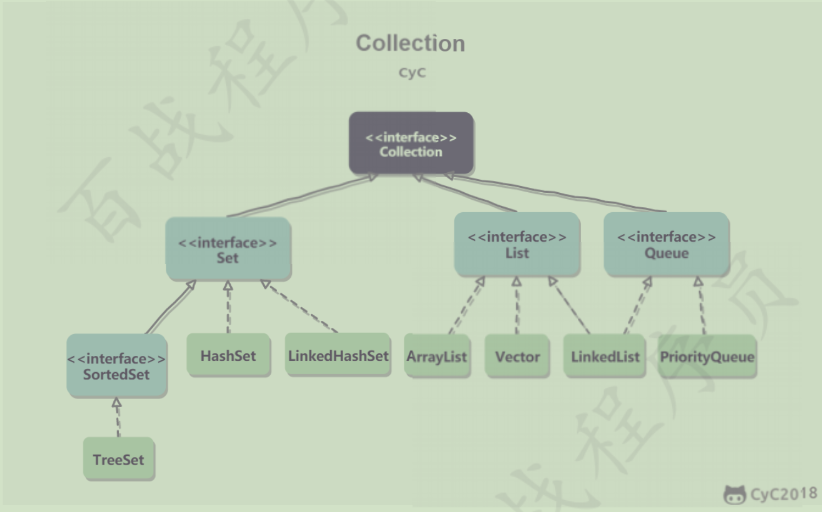 Collection
CyC
<<interface>>
Collection
<<interface>>
Set
<<interface>>
List
<<interface>>
Queue
<<interface>>
SortedSet
HashSet
LinkedHashSet
ArrayList
Vector
LinkedList
PriorityQueue
TreeSet
CyC2018
百战程序员
百战程序员